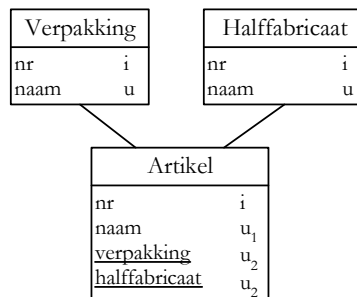 Verpakking
nr i
naam u
Halffabricaat
nr i
naam u
Artikel
nr i
naam u₁
verpakking u₂
halffabricaat u₂